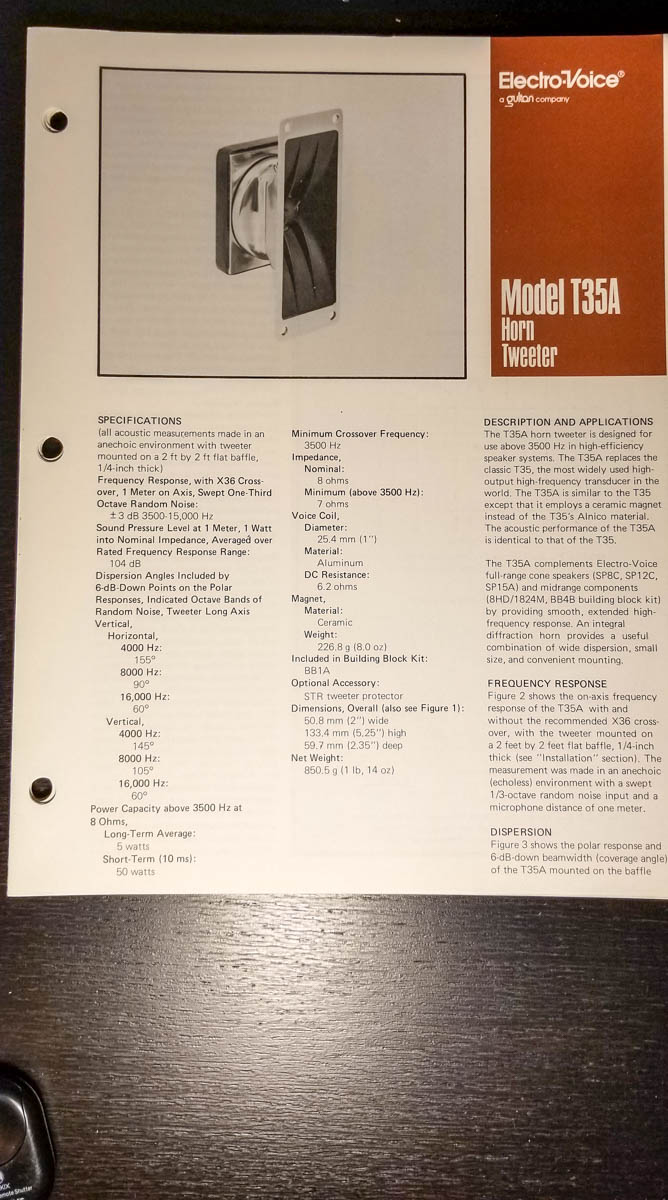 Electro-Voice®
a gulton company
Model T35A
Horn
Tweeter
SPECIFICATIONS
(all acoustic measurements made in an
anechoic environment with tweeter
mounted on a 2 ft by 2 ft flat baffle,
1/4-inch thick)
Frequency Response, with X36 Cross-
over, 1 Meter on Axis, Swept One-Third
Octave Random Noise:
±3 dB 3500-15,000 Hz
Sound Pressure Level at 1 Meter, 1 Watt
into Nominal Impedance, Averaged over
Rated Frequency Response Range:
104 dB
Dispersion Angles Included by
6-dB-Down Points on the Polar
Responses, Indicated Octave Bands of
Random Noise, Tweeter Long Axis
Vertical,
Horizontal,
4000 Hz:
155°
8000 Hz:
90°
16,000 Hz:
60°
Vertical,
4000 Hz:
145°
8000 Hz:
105°
16,000 Hz:
60°
Power Capacity above 3500 Hz at
8 Ohms,
Long-Term Average:
5 watts
Short-Term (10 ms):
50 watts
Minimum Crossover Frequency:
3500 Hz
Impedance,
Nominal:
8 ohms
Minimum (above 3500 Hz):
7 ohms
Voice Coil,
Diameter:
25.4 mm (1")
Material:
Aluminum
DC Resistance:
6.2 ohms
Magnet,
Material:
Ceramic
Weight:
226.8 g (8.0 oz)
Included in Building Block Kit:
BB1A
Optional Accessory:
STR tweeter protector
Dimensions, Overall (also see Figure 1):
50.8 mm (2") wide
133.4 mm (5.25") high
59.7 mm (2.35") deep
Net Weight:
850.5 g (1 lb, 14 oz)
DESCRIPTION AND APPLICATIONS
The T35A horn tweeter is designed for
use above 3500 Hz in high-efficiency
speaker systems. The T35A replaces the
classic T35, the most widely used high-
output high-frequency transducer in the
world. The T35A is similar to the T35
except that it employs a ceramic magnet
instead of the T35's Alnico material.
The acoustic performance of the T35A
is identical to that of the T35.
The T35A complements Electro-Voice
full-range cone speakers (SP8C, SP12C,
SP15A) and midrange components
(8HD/1824M, BB4B building block kit)
by providing smooth, extended high-
frequency response. An integral
diffraction horn provides a useful
combination of wide dispersion, small
size, and convenient mounting.
FREQUENCY RESPONSE
Figure 2 shows the on-axis frequency
response of the T35A with and
without the recommended X36 cross-
over, with the tweeter mounted on
a 2 feet by 2 feet flat baffle, 1/4-inch
thick (see "Installation" section). The
measurement was made in an anechoic
(echoless) environment with a swept
1/3-octave random noise input and a
microphone distance of one meter.
DISPERSION
Figure 3 shows the polar response and
6-dB-down beamwidth (coverage angle)
of the T35A mounted on the baffle
Shutter